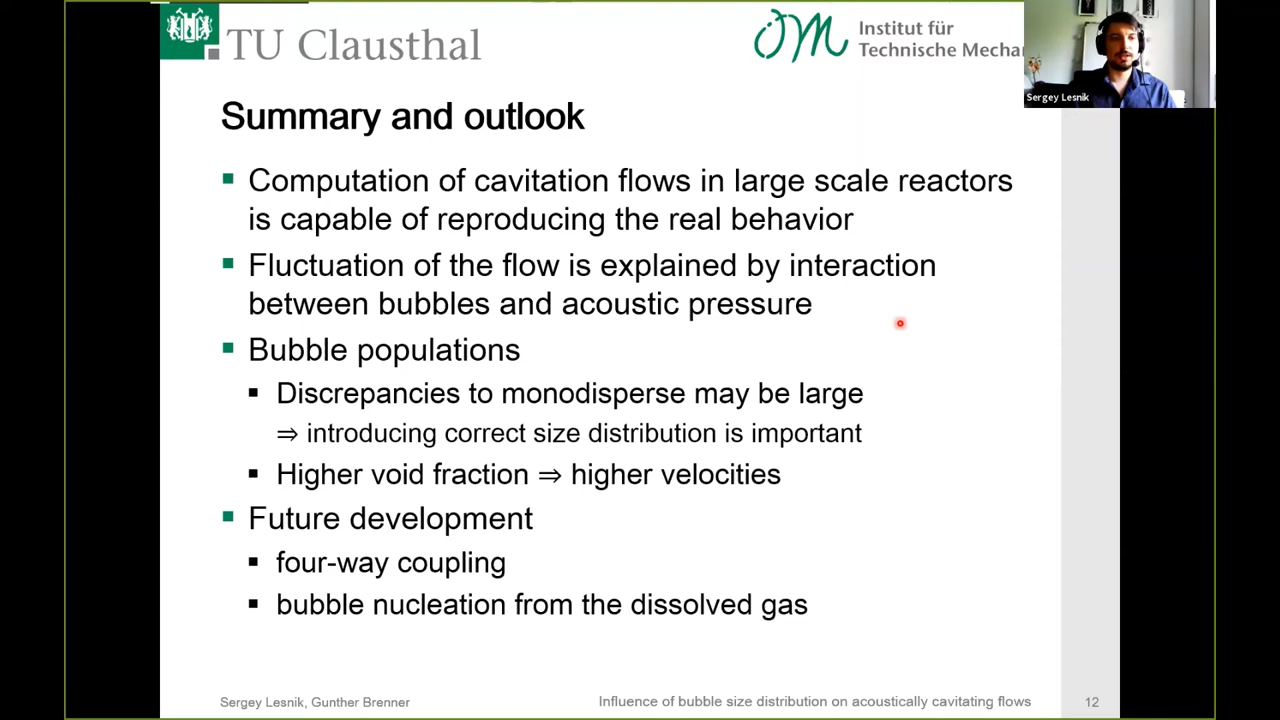 TU Clausthal
Institut für
Technische Mecha
Sergey Lesnik
Summary and outlook
Computation of cavitation flows in large scale reactors
is capable of reproducing the real behavior
Fluctuation of the flow is explained by interaction
between bubbles and acoustic pressure
Bubble populations
Discrepancies to monodisperse may be large
⇒ introducing correct size distribution is important
Higher void fraction ⇒ higher velocities
Future development
four-way coupling
bubble nucleation from the dissolved gas
Sergey Lesnik, Gunther Brenner
Influence of bubble size distribution on acoustically cavitating flows
12